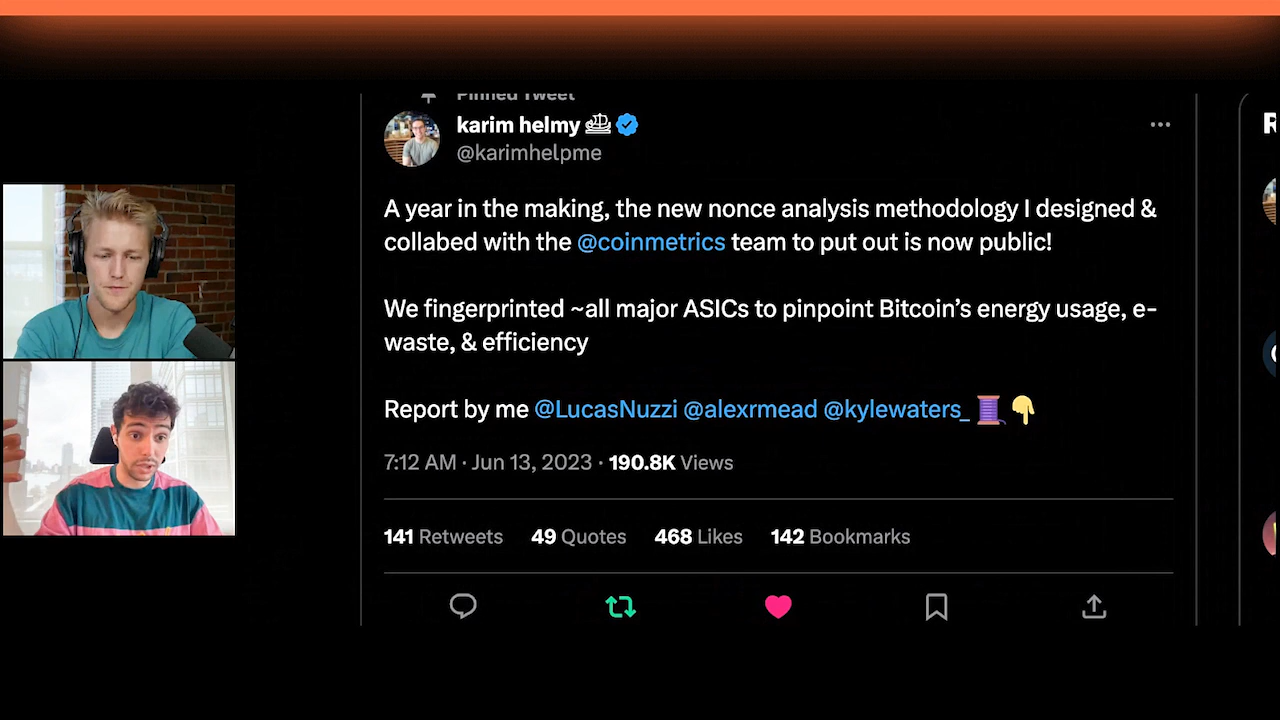 Pinned Tweet
karim helmy
@karimhelpme
A year in the making, the new nonce analysis methodology I designed &
collabed with the @coinmetrics team to put out is now public!
We fingerprinted ~all major ASICs to pinpoint Bitcoin’s energy usage, e-
waste, & efficiency
Report by me @LucasNuzzi @alexrmead @kylewaters_ 🧵👇
7:12 AM · Jun 13, 2023 · 190.8K Views
141 Retweets 49 Quotes 468 Likes 142 Bookmarks